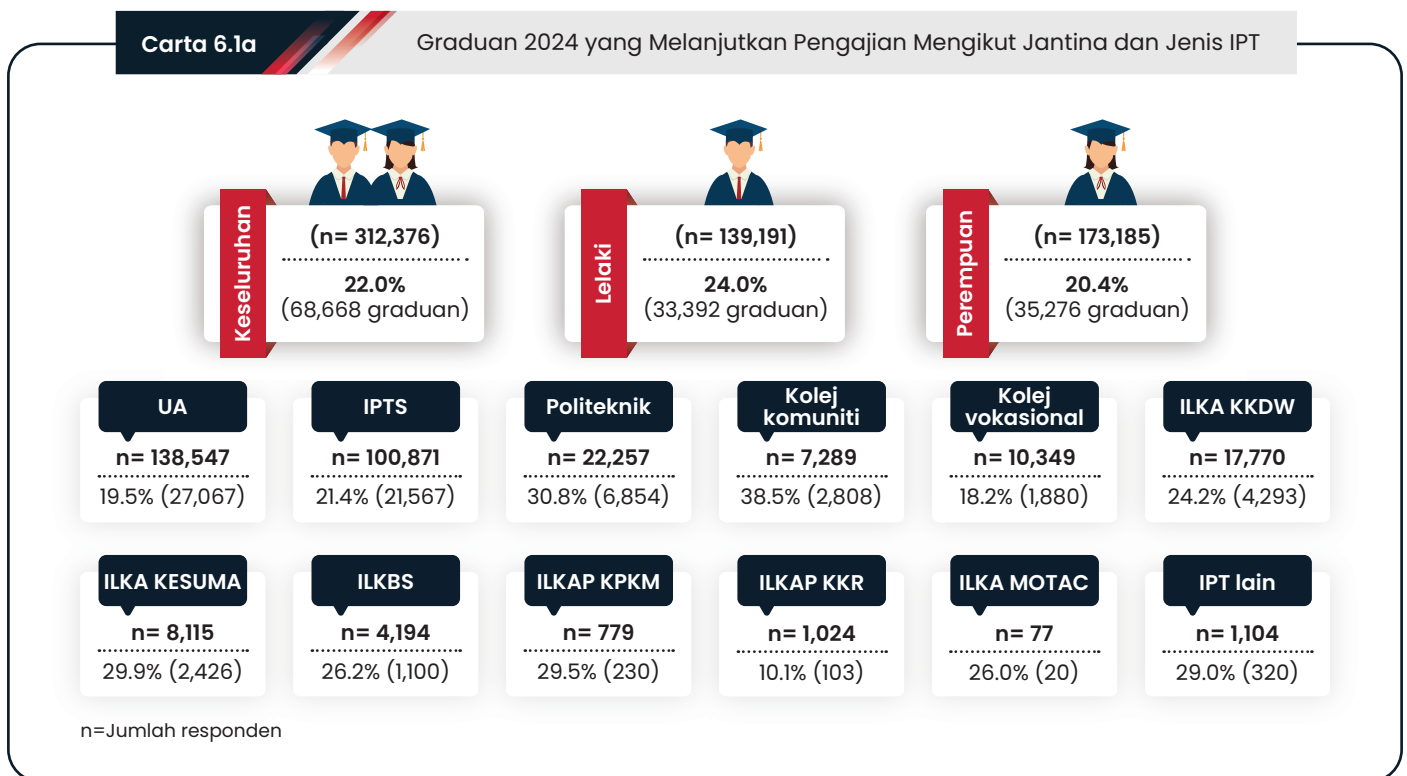 Carta 6.1a
Graduan 2024 yang Melanjutkan Pengajian Mengikut Jantina dan Jenis IPT
Keseluruhan
(n= 312,376)
22.0%
(68,668 graduan)
Lelaki
(n= 139,191)
24.0%
(33,392 graduan)
Perempuan
(n= 173,185)
20.4%
(35,276 graduan)
UA
n= 138,547
19.5% (27,067)
IPTS
n= 100,871
21.4% (21,567)
Politeknik
n= 22,257
30.8% (6,854)
Kolej
komuniti
n= 7,289
38.5% (2,808)
Kolej
vokasional
n= 10,349
18.2% (1,880)
ILKA KKDW
n= 17,770
24.2% (4,293)
ILKA KESUMA
n= 8,115
29.9% (2,426)
ILKBS
n= 4,194
26.2% (1,100)
ILKAP KPKM
n= 779
29.5% (230)
ILKAP KKR
n= 1,024
10.1% (103)
ILKA MOTAC
n= 77
26.0% (20)
IPT lain
n= 1,104
29.0% (320)
n=Jumlah responden